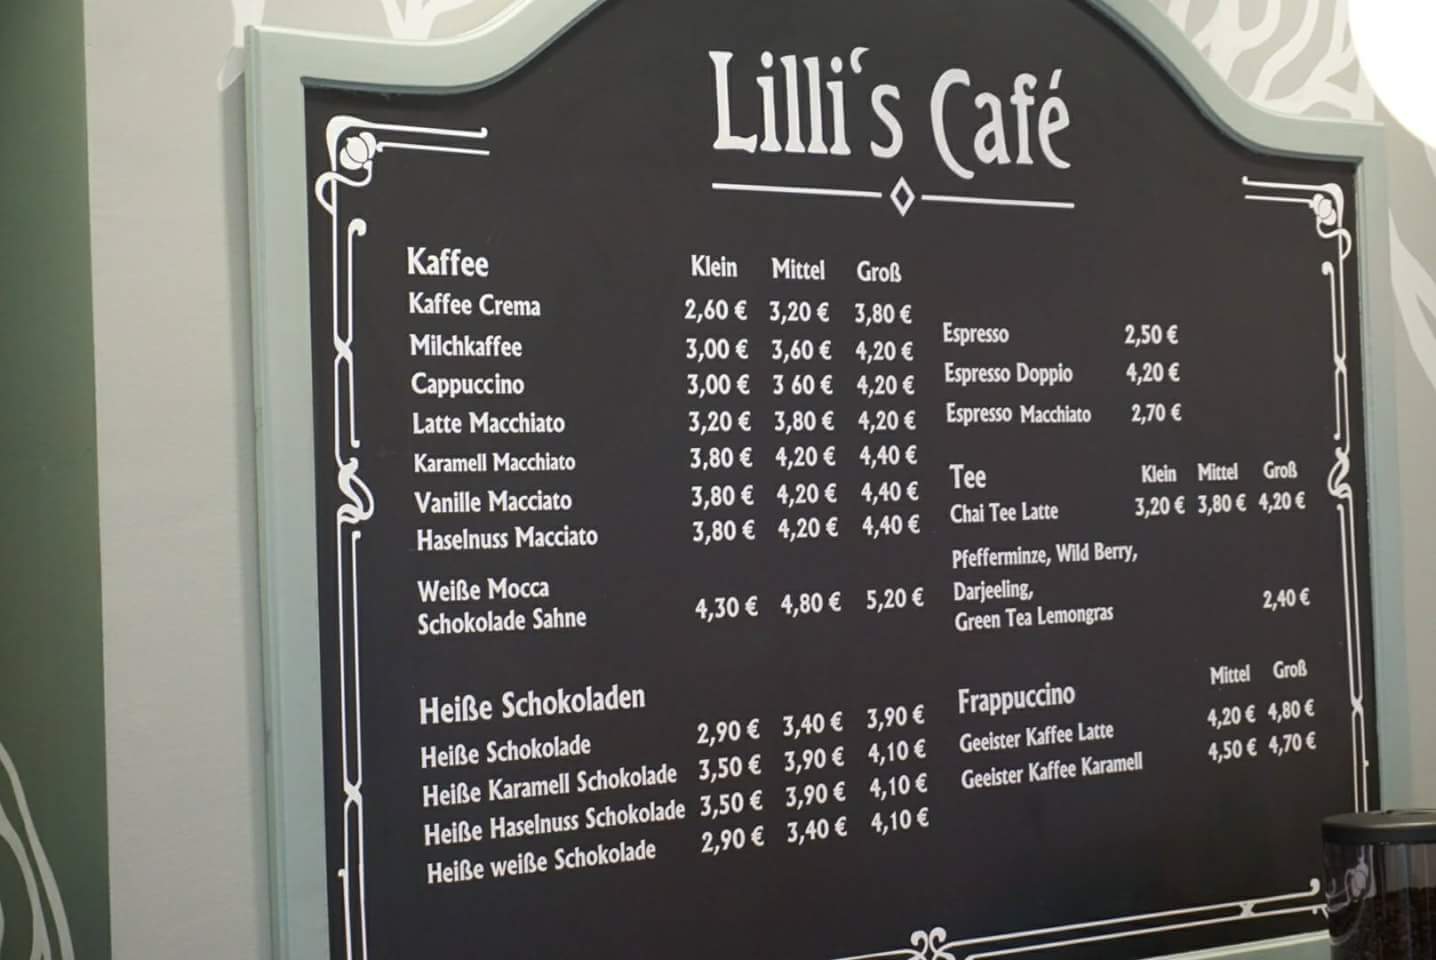 Lilli‘s Café
Kaffee Klein Mittel Groß
Kaffee Crema 2,60 € 3,20 € 3,80 €
Milchkaffee 3,00 € 3,60 € 4,20 €
Cappuccino 3,00 € 3 60 € 4,20 €
Latte Macchiato 3,20 € 3,80 € 4,20 €
Karamell Macchiato 3,80 € 4,20 € 4,40 €
Vanille Macciato 3,80 € 4,20 € 4,40 €
Haselnuss Macciato 3,80 € 4,20 € 4,40 €
Weiße Mocca
Schokolade Sahne 4,30 € 4,80 € 5,20 €
Heiße Schokoladen
Heiße Schokolade 2,90 € 3,40 € 3,90 €
Heiße Karamell Schokolade 3,50 € 3,90 € 4,10 €
Heiße Haselnuss Schokolade 3,50 € 3,90 € 4,10 €
Heiße weiße Schokolade 2,90 € 3,40 € 4,10 €
Espresso 2,50 €
Espresso Doppio 4,20 €
Espresso Macchiato 2,70 €
Tee Klein Mittel Groß
Chai Tee Latte 3,20 € 3,80 € 4,20 €
Pfefferminze, Wild Berry,
Darjeeling,
Green Tea Lemongras 2,40 €
Frappuccino Mittel Groß
Geeister Kaffee Latte 4,20 € 4,80 €
Geeister Kaffee Karamell 4,50 € 4,70 €